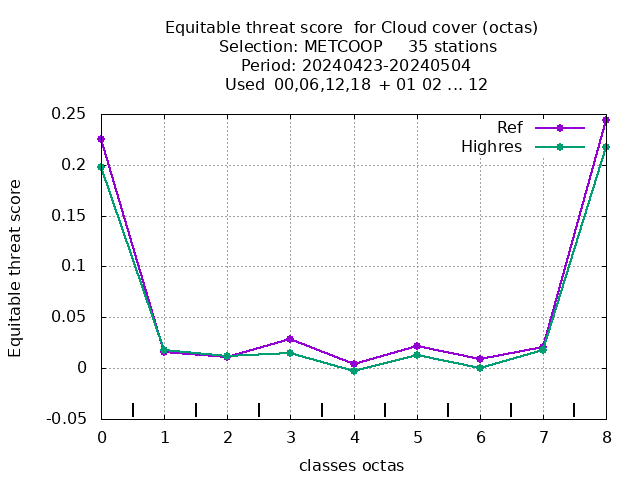 Equitable threat score  for Cloud cover (octas)
Selection: METCOOP     35 stations
Period: 20240423-20240504
Used  00,06,12,18 + 01 02 ... 12
Ref
Highres
0.25
0.2
0.15
0.1
0.05
0
-0.05
Equitable threat score
0 1 2 3 4 5 6 7 8
classes octas